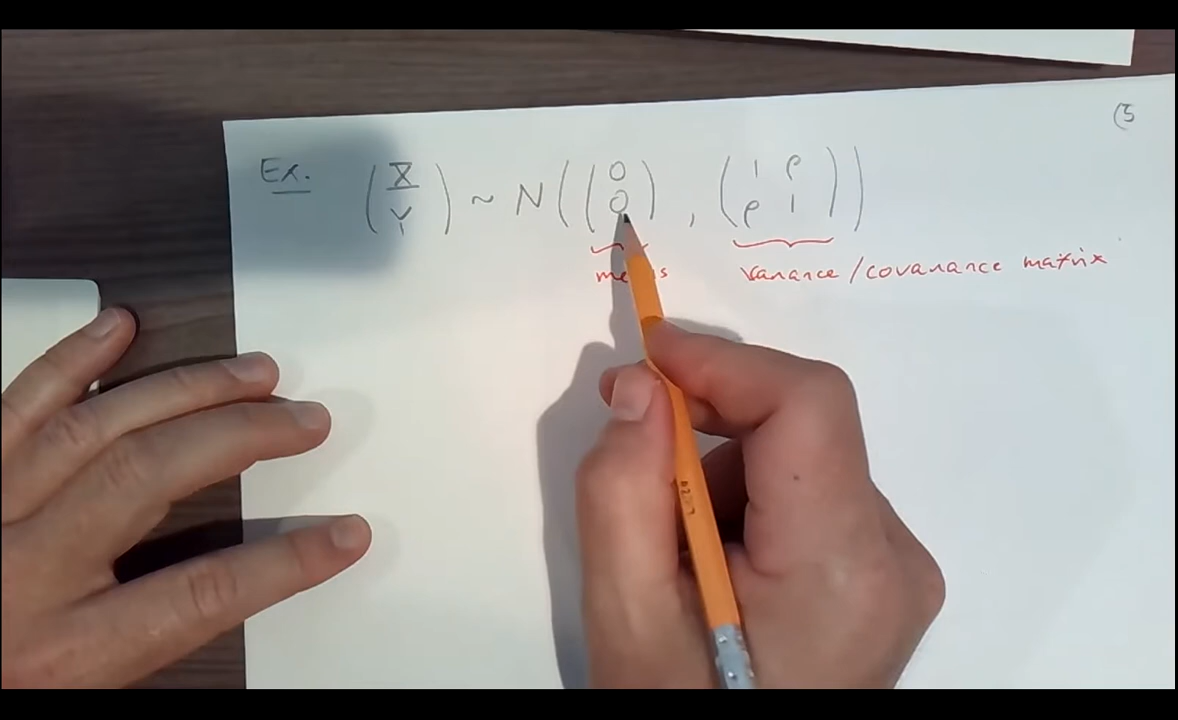 (5
Ex. (X Y) ~ N((0 0), (1 ρ ρ 1))
variance/covariance matrix